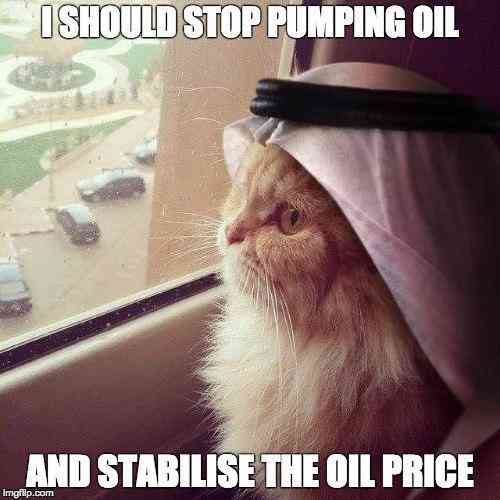 I SHOULD STOP PUMPING OIL
AND STABILISE THE OIL PRICE
imgflip.com